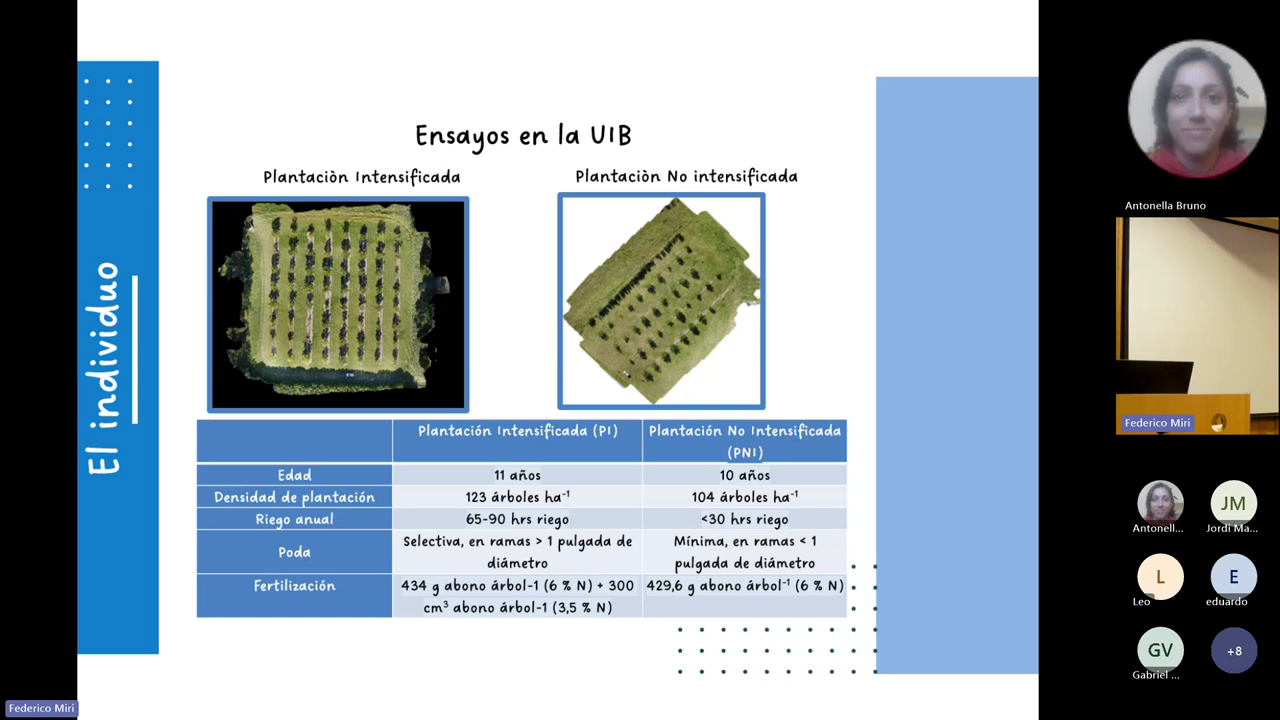 El individuo
Ensayos en la UIB
Plantaciòn Intensificada
Plantaciòn No intensificada
Plantación Intensificada (PI)
Plantación No Intensificada
(PNI)
Edad
11 años
10 años
Densidad de plantación
123 árboles ha⁻¹
104 árboles ha⁻¹
Riego anual
65-90 hrs riego
<30 hrs riego
Poda
Selectiva, en ramas > 1 pulgada de
diámetro
Mínima, en ramas < 1
pulgada de diámetro
Fertilización
434 g abono árbol-1 (6 % N) + 300
cm³ abono árbol-1 (3,5 % N)
429,6 g abono árbol⁻¹ (6 % N)
Antonella Bruno
Federico Miri
Antonell...
JM
Jordi Ma...
L
Leo
E
eduardo
GV
Gabriel ...
+8
Federico Miri